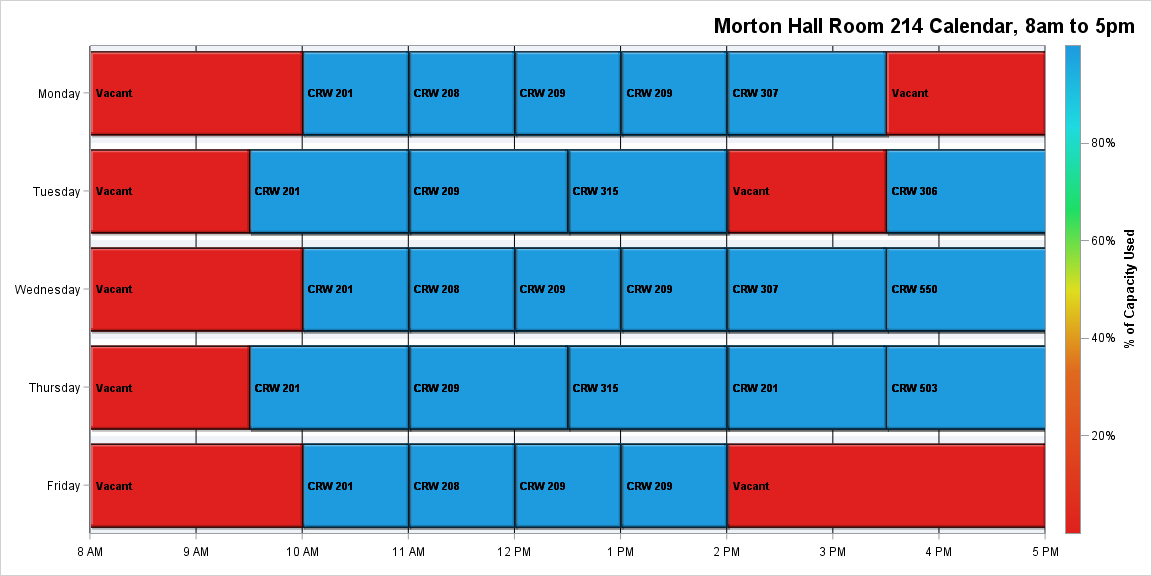 Morton Hall Room 214 Calendar, 8am to 5pm
Monday Vacant CRW 201 CRW 208 CRW 209 CRW 209 CRW 307 Vacant
Tuesday Vacant CRW 201 CRW 209 CRW 315 Vacant CRW 306
Wednesday Vacant CRW 201 CRW 208 CRW 209 CRW 209 CRW 307 CRW 550
Thursday Vacant CRW 201 CRW 209 CRW 315 CRW 201 CRW 503
Friday Vacant CRW 201 CRW 208 CRW 209 CRW 209 Vacant
8 AM 9 AM 10 AM 11 AM 12 PM 1 PM 2 PM 3 PM 4 PM 5 PM
80%
60%
40%
20%
% of Capacity Used